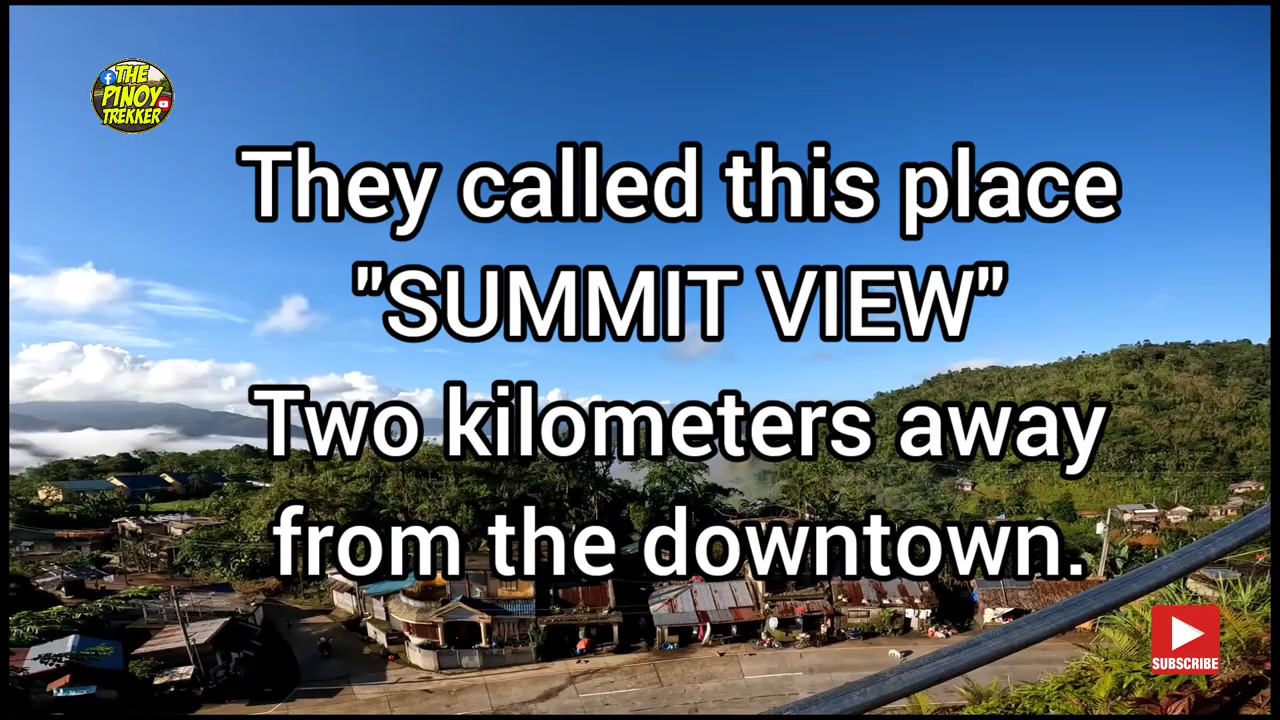 THE
PINOY
TREKKER
They called this place
"SUMMIT VIEW"
Two kilometers away
from the downtown.
SUBSCRIBE